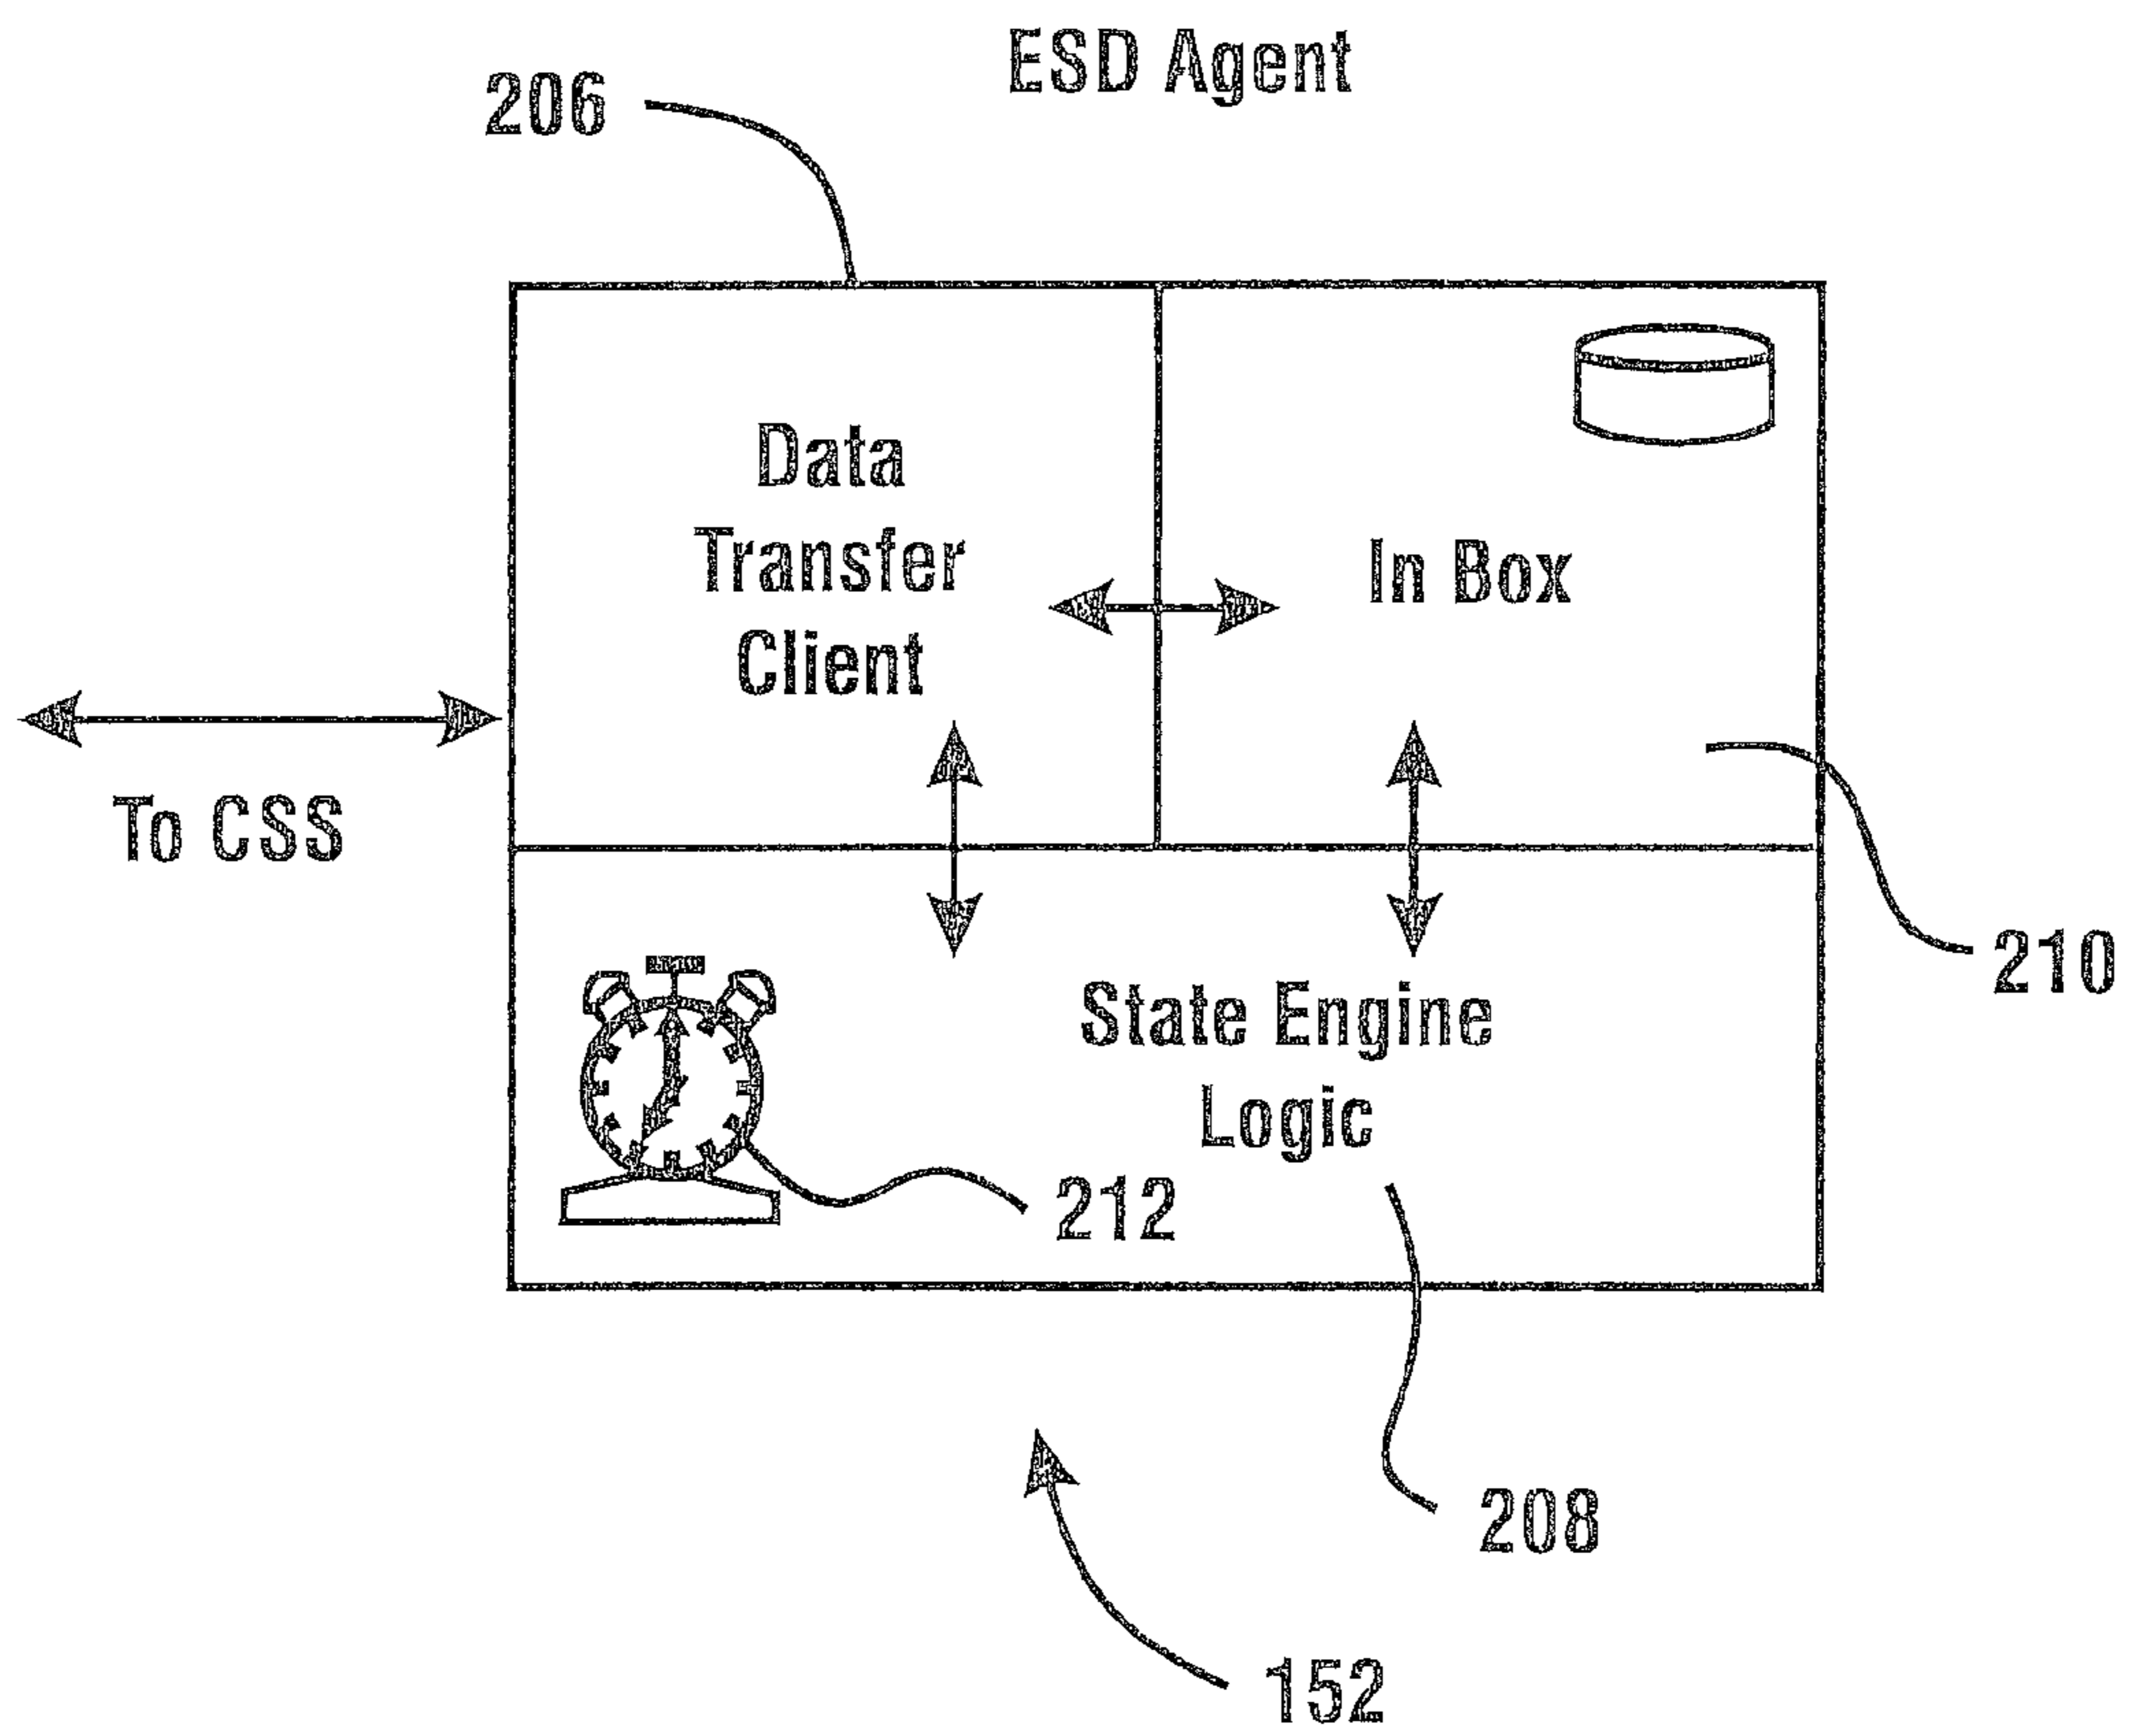 ESD Agent
206
Data
Transfer
Client
In Box
To CSS
210
State Engine
Logic
212
208
152